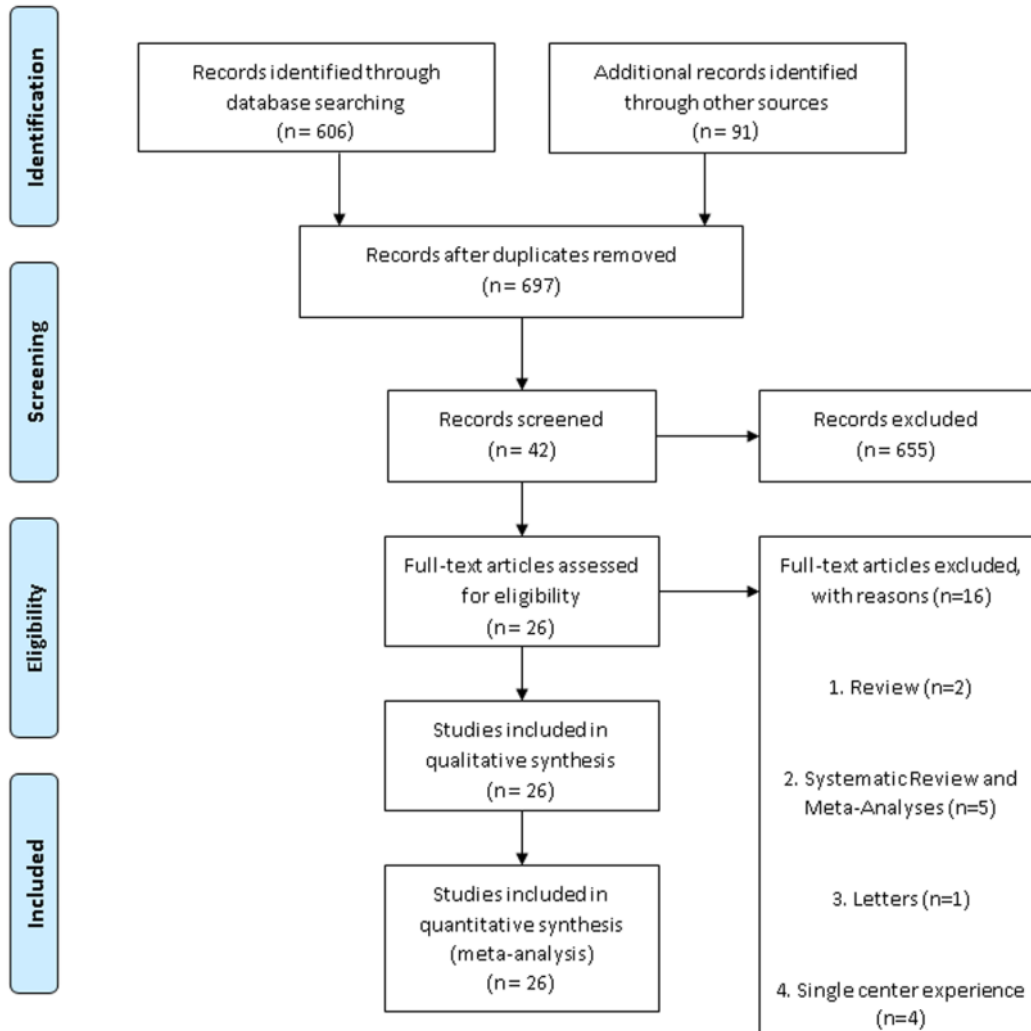 Identification
Records identified through
database searching
(n= 606)
Additional records identified
through other sources
(n= 91)
Records after duplicates removed
(n= 697)
Screening
Records screened
(n= 42)
Records excluded
(n= 655)
Eligibility
Full-text articles assessed
for eligibility
(n= 26)
Full-text articles excluded,
with reasons (n=16)
1. Review (n=2)
2. Systematic Review and
Meta-Analyses (n=5)
3. Letters (n=1)
4. Single center experience
(n=4)
Studies included in
qualitative synthesis
(n= 26)
Included
Studies included in
quantitative synthesis
(meta-analysis)
(n= 26)